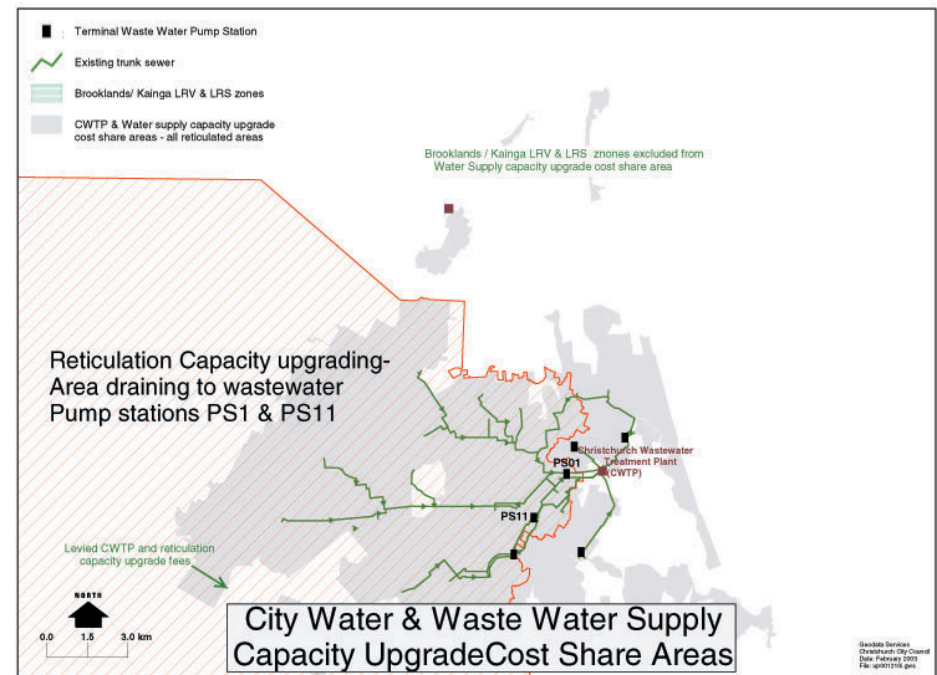 Terminal Waste Water Pump Station
Existing trunk sewer
Brooklands/ Kainga LRV & LRS zones
CWTP & Water supply capacity upgrade
cost share areas - all reticulated areas
Brooklands / Kainga LRV & LRS znones excluded from
Water Supply capacity upgrade cost share area
Reticulation Capacity upgrading-
Area draining to wastewater
Pump stations PS1 & PS11
Christchurch Wastewater
Treatment Plant
(CWTP)
PS01
PS11
Levied CWTP and reticulation
capacity upgrade fees
NORTH
0.0 1.5 3.0 km
City Water & Waste Water Supply
Capacity UpgradeCost Share Areas
Geodata Services
Christchurch City Council
Date: February 2003